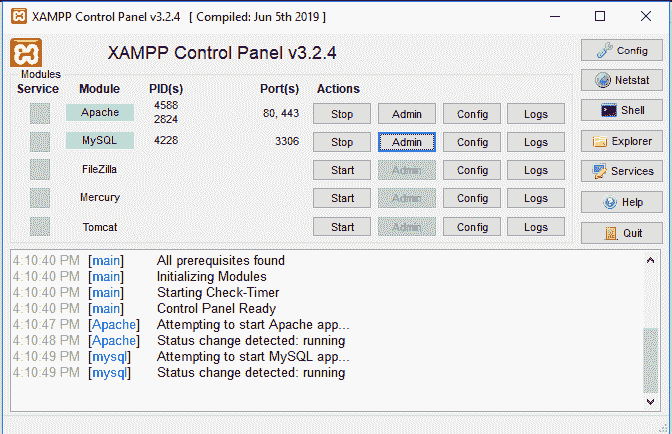 XAMPP Control Panel v3.2.4 [ Compiled: Jun 5th 2019 ]
XAMPP Control Panel v3.2.4
Config
Modules
Service Module PID(s) Port(s) Actions
Netstat
Apache 4588 2824 80, 443 Stop Admin Config Logs
Shell
MySQL 4228 3306 Stop Admin Config Logs
Explorer
FileZilla Start Admin Config Logs
Services
Mercury Start Admin Config Logs
Help
Tomcat Start Admin Config Logs
Quit
4:10:40 PM [main] All prerequisites found
4:10:40 PM [main] Initializing Modules
4:10:40 PM [main] Starting Check-Timer
4:10:40 PM [main] Control Panel Ready
4:10:47 PM [Apache] Attempting to start Apache app...
4:10:48 PM [Apache] Status change detected: running
4:10:49 PM [mysql] Attempting to start MySQL app...
4:10:49 PM [mysql] Status change detected: running